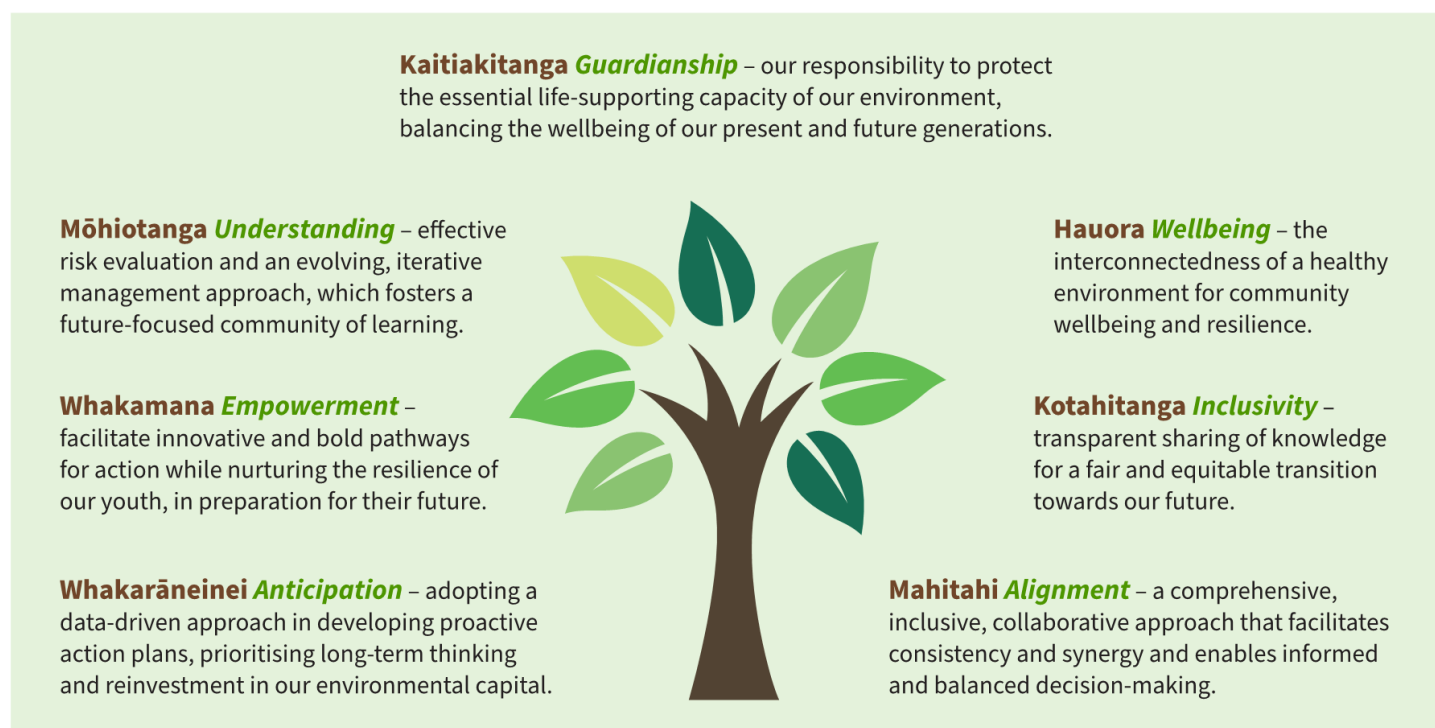 Kaitiakitanga Guardianship – our responsibility to protect
the essential life-supporting capacity of our environment,
balancing the wellbeing of our present and future generations.
Mōhiotanga Understanding – effective
risk evaluation and an evolving, iterative
management approach, which fosters a
future-focused community of learning.
Hauora Wellbeing – the
interconnectedness of a healthy
environment for community
wellbeing and resilience.
Whakamana Empowerment –
facilitate innovative and bold pathways
for action while nurturing the resilience of
our youth, in preparation for their future.
Kotahitanga Inclusivity –
transparent sharing of knowledge
for a fair and equitable transition
towards our future.
Whakarāneinei Anticipation – adopting a
data-driven approach in developing proactive
action plans, prioritising long-term thinking
and reinvestment in our environmental capital.
Mahitahi Alignment – a comprehensive,
inclusive, collaborative approach that facilitates
consistency and synergy and enables informed
and balanced decision-making.